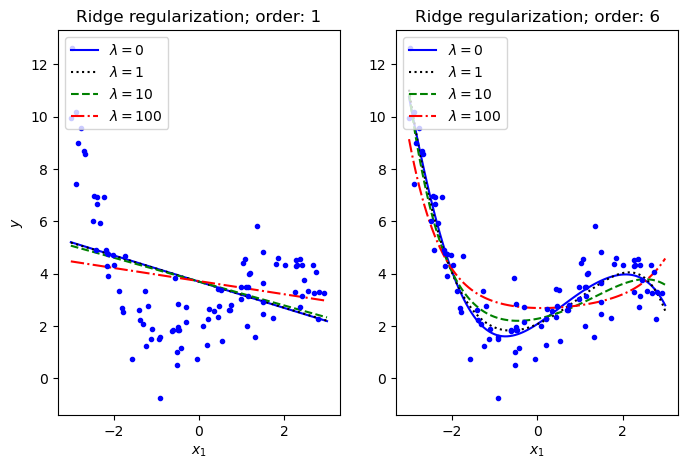 Ridge regularization; order: 1
λ = 0
λ = 1
λ = 10
λ = 100
12
10
8
6
4
2
0
y
−2
0
2
x₁
Ridge regularization; order: 6
λ = 0
λ = 1
λ = 10
λ = 100
12
10
8
6
4
2
0
−2
0
2
x₁